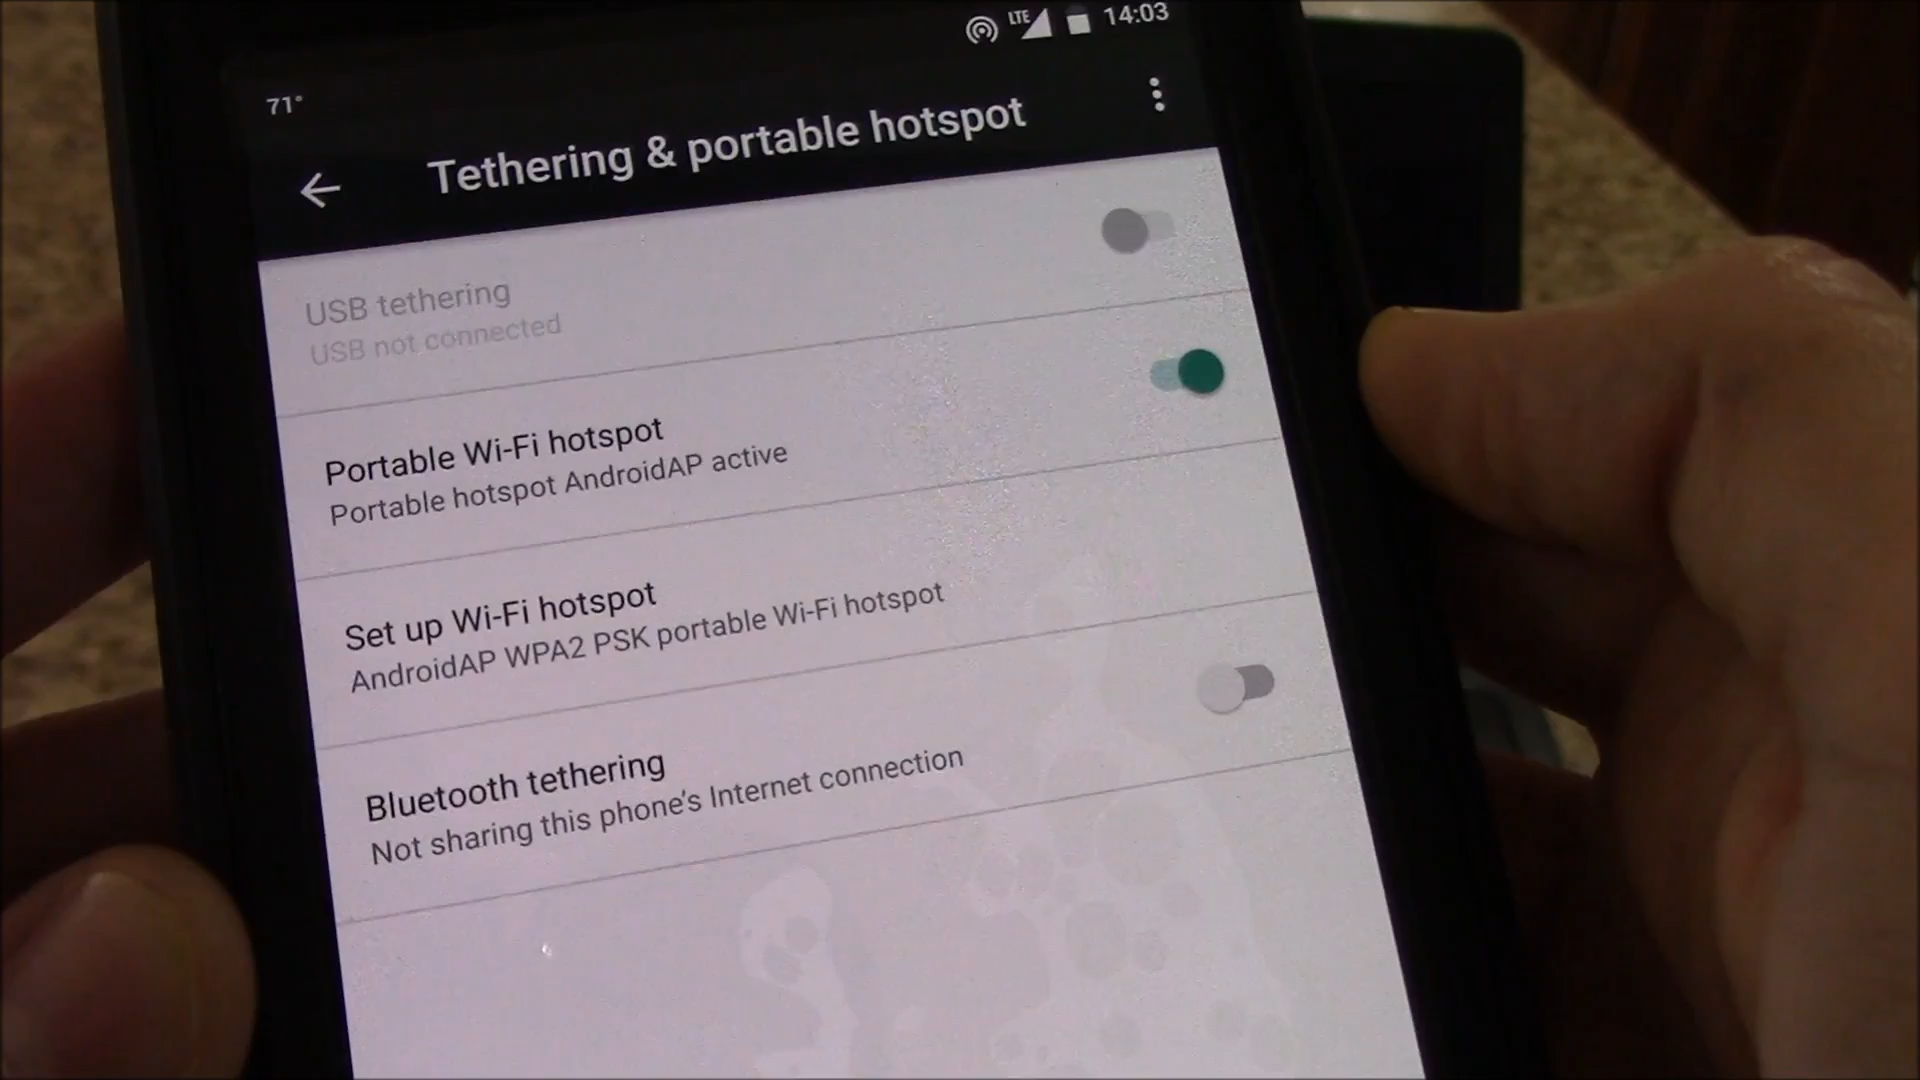 LTE 14:03
71°
Tethering & portable hotspot
USB tethering
USB not connected
Portable Wi-Fi hotspot
Portable hotspot AndroidAP active
Set up Wi-Fi hotspot
AndroidAP WPA2 PSK portable Wi-Fi hotspot
Bluetooth tethering
Not sharing this phone's Internet connection